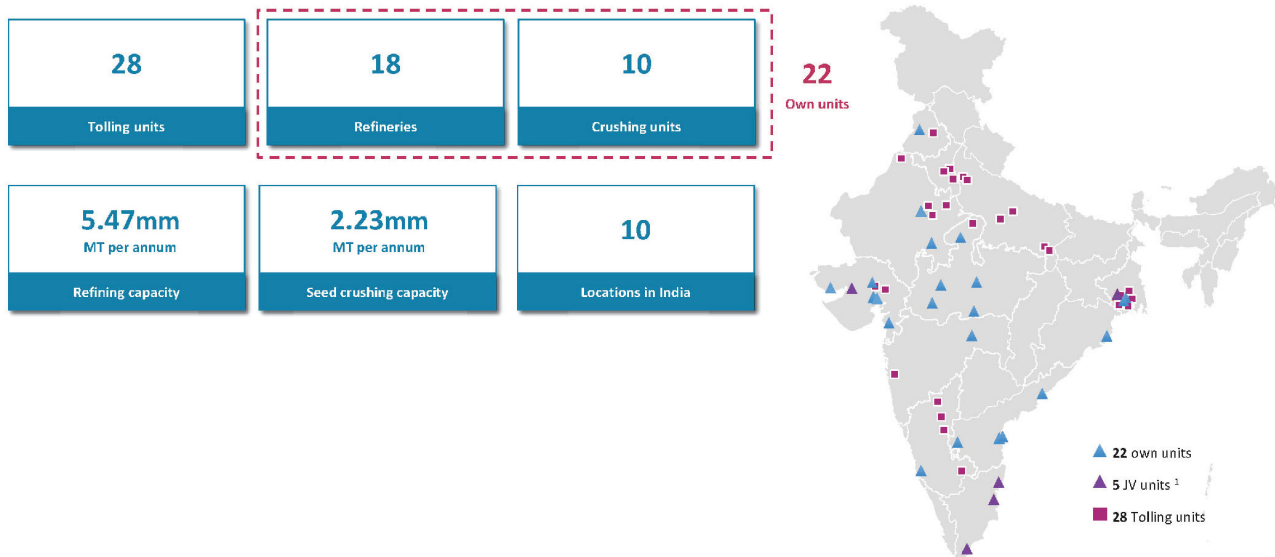 28
Tolling units
18
Refineries
10
Crushing units
22
Own units
5.47mm
MT per annum
Refining capacity
2.23mm
MT per annum
Seed crushing capacity
10
Locations in India
22 own units
5 JV units ¹
28 Tolling units